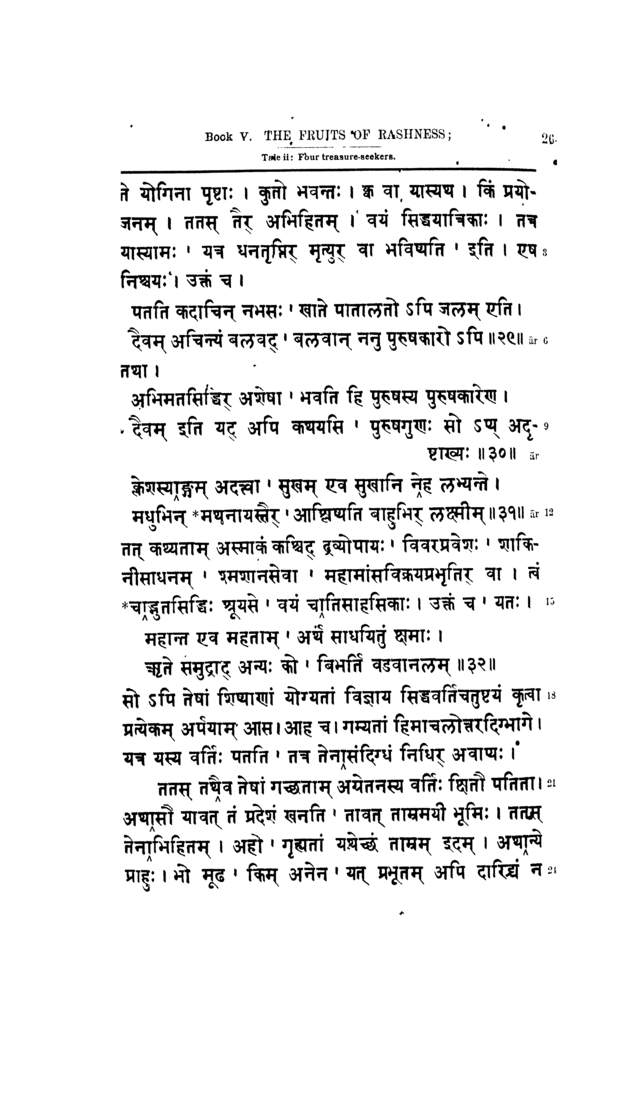 Book V. THE FRUITS OF RASHNESS; 26
Tale ii: Four treasure-seekers.
ते योगिना पृष्टाः । कुतो भवन्तः । क्व वा यास्यथ । किं प्रयो-
जनम् । ततस् तैर् अभिहितम् । वयं सिद्धयात्रिकाः । तत्र
यास्यामः ' यत्र धनतृप्तिर् मृत्युर् वा भविष्यति ' इति । एष 3
निश्चयः । उक्तं च ।
पतति कदाचिन् नभसः ' खाते पातालतो ऽपि जलम् एति ।
दैवम् अचिन्त्यं बलवद् ' बलवान् ननु पुरुषकारो ऽपि ॥२९॥ ār 6
तथा ।
अभिमतसिद्धिर् अशेषा ' भवति हि पुरुषस्य पुरुषकारेण ।
दैवम् इति यद् अपि कथयसि ' पुरुषगुणः सो ऽप्य् अदृ- 9
ष्टाख्यः ॥३०॥ ār
क्लेशस्याङ्गम् अदत्त्वा ' सुखम् एव सुखानि नेह लभ्यन्ते ।
मधुभिन् *मथनायस्तैर् ' आश्लिष्यति बाहुभिर् लक्ष्मीम् ॥३१॥ ār 12
तत् कथ्यताम् अस्माकं कश्चिद् द्रव्योपायः ' विवरप्रवेशः ' शाकि-
नीसाधनम् ' श्मशानसेवा ' महामांसविक्रयप्रभृतिर् वा । त्वं
*चाद्भुतसिद्धिः श्रूयसे ' वयं चातिसाहसिकाः । उक्तं च ' यतः । 15
महान्त एव महताम् ' अर्थं साधयितुं क्षमाः ।
ऋते समुद्राद् अन्यः को ' बिभर्ति वडवानलम् ॥३२॥
सो ऽपि तेषां शिष्याणां योग्यतां विज्ञाय सिद्धवर्तिचतुष्टयं कृत्वा 18
प्रत्येकम् अर्पयाम् आस । आह च । गम्यतां हिमाचलोत्तरदिग्भागे ।
यत्र यस्य वर्तिः पतति ' तत्र तेनासंदिग्धं निधिर् अवाप्यः ।
ततस् तथैव तेषां गच्छताम् अग्रेतनस्य वर्तिः क्षितौ पतिता । 21
अथासौ यावत् तं प्रदेशं खनति ' तावत् ताम्रमयी भूमिः । ततस्
तेनाभिहितम् । अहो ' गृह्यतां यथेच्छं ताम्रम् इदम् । अथान्ये
प्राहुः । भो मूढ ' किम् अनेन ' यत् प्रभूतम् अपि दारिद्र्यं न 24